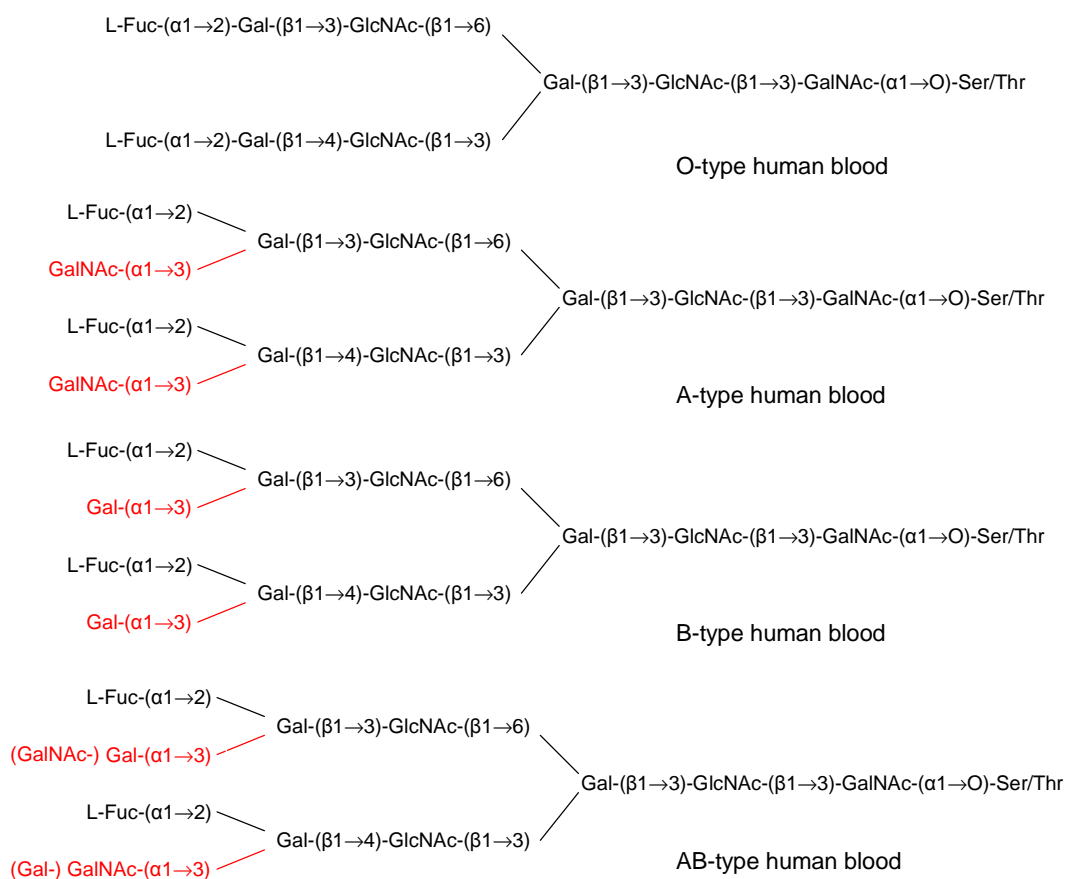 L-Fuc-(α1→2)-Gal-(β1→3)-GlcNAc-(β1→6)
Gal-(β1→3)-GlcNAc-(β1→3)-GalNAc-(α1→O)-Ser/Thr
L-Fuc-(α1→2)-Gal-(β1→4)-GlcNAc-(β1→3)
O-type human blood
L-Fuc-(α1→2)
Gal-(β1→3)-GlcNAc-(β1→6)
GalNAc-(α1→3)
Gal-(β1→3)-GlcNAc-(β1→3)-GalNAc-(α1→O)-Ser/Thr
L-Fuc-(α1→2)
Gal-(β1→4)-GlcNAc-(β1→3)
GalNAc-(α1→3)
A-type human blood
L-Fuc-(α1→2)
Gal-(β1→3)-GlcNAc-(β1→6)
Gal-(α1→3)
Gal-(β1→3)-GlcNAc-(β1→3)-GalNAc-(α1→O)-Ser/Thr
L-Fuc-(α1→2)
Gal-(β1→4)-GlcNAc-(β1→3)
Gal-(α1→3)
B-type human blood
L-Fuc-(α1→2)
Gal-(β1→3)-GlcNAc-(β1→6)
(GalNAc-) Gal-(α1→3)
Gal-(β1→3)-GlcNAc-(β1→3)-GalNAc-(α1→O)-Ser/Thr
L-Fuc-(α1→2)
Gal-(β1→4)-GlcNAc-(β1→3)
(Gal-) GalNAc-(α1→3)
AB-type human blood